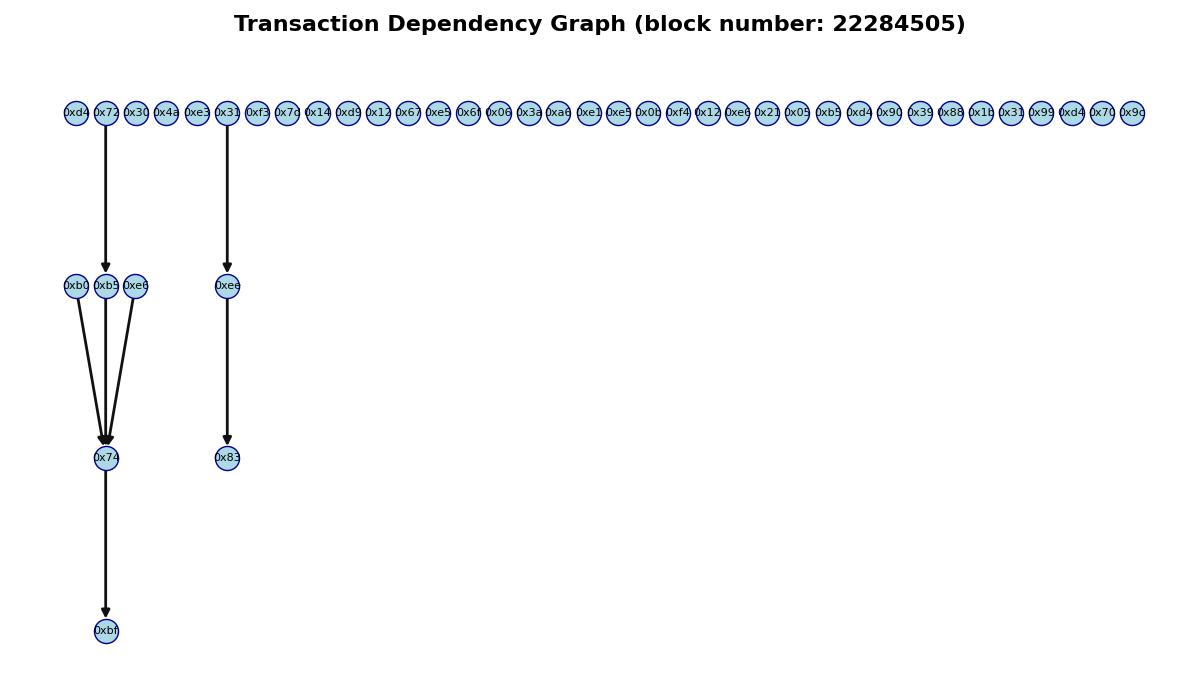 Transaction Dependency Graph (block number: 22284505)
0xd4 0x72 0x30 0x4a 0xe3 0x31 0xf3 0x7c 0x14 0xd9 0x12 0x67 0xe5 0x6f 0x06 0x3a 0xa6 0xe1 0xe5 0x0b 0xf4 0x12 0xe6 0x21 0x05 0xb5 0xd4 0x90 0x39 0x88 0x1b 0x31 0x99 0xd4 0x70 0x9c
0xb0 0xb5 0xe6 0xee
0x74 0x83
0xbf